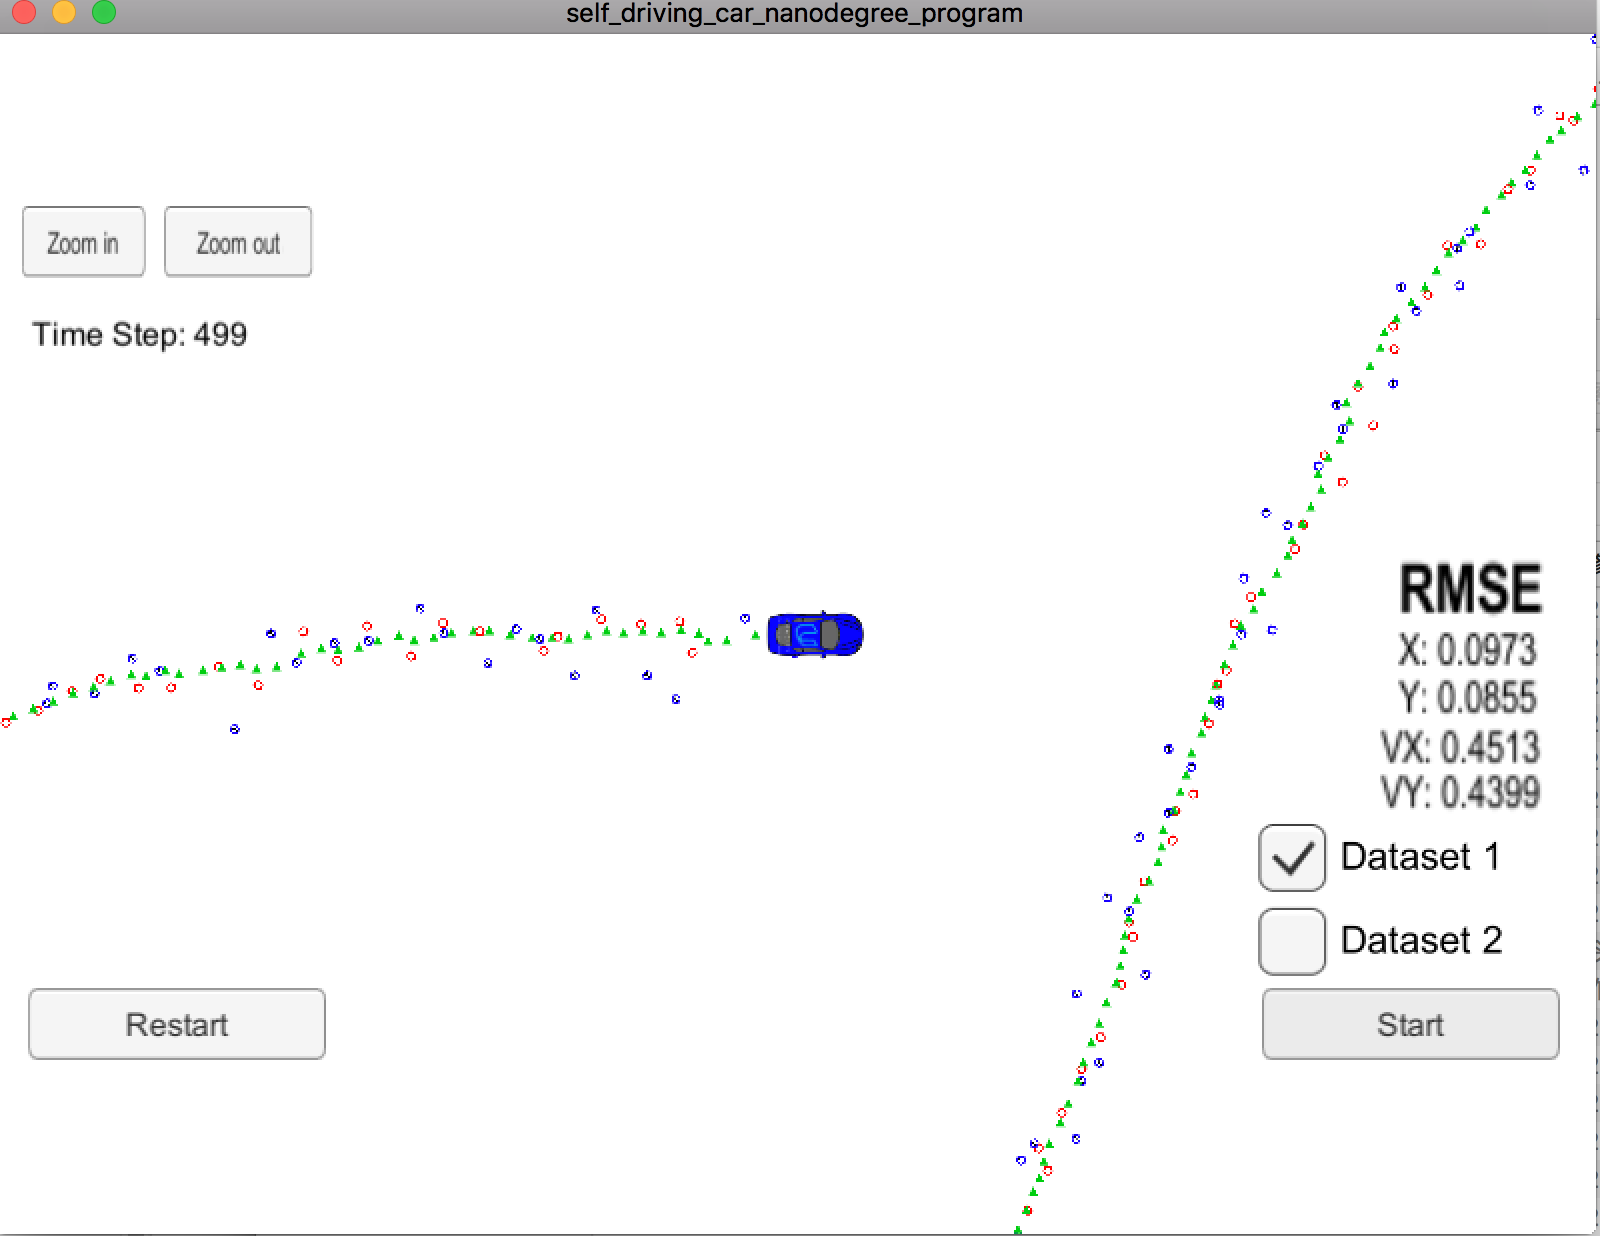 self_driving_car_nanodegree_program
Zoom in
Zoom out
Time Step: 499
RMSE
X: 0.0973
Y: 0.0855
VX: 0.4513
VY: 0.4399
Dataset 1
Dataset 2
Restart
Start